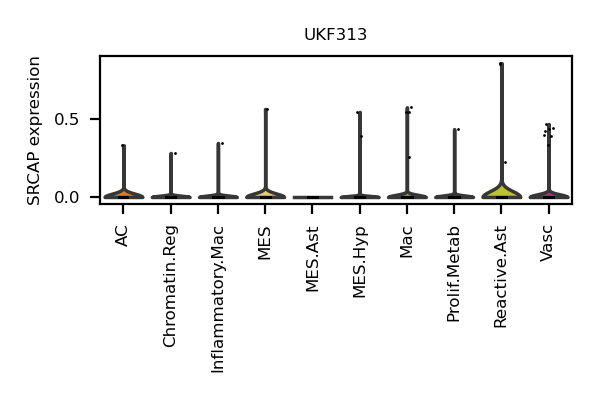 UKF313
SRCAP expression
0.5
0.0
AC
Chromatin.Reg
Inflammatory.Mac
MES
MES.Ast
MES.Hyp
Mac
Prolif.Metab
Reactive.Ast
Vasc